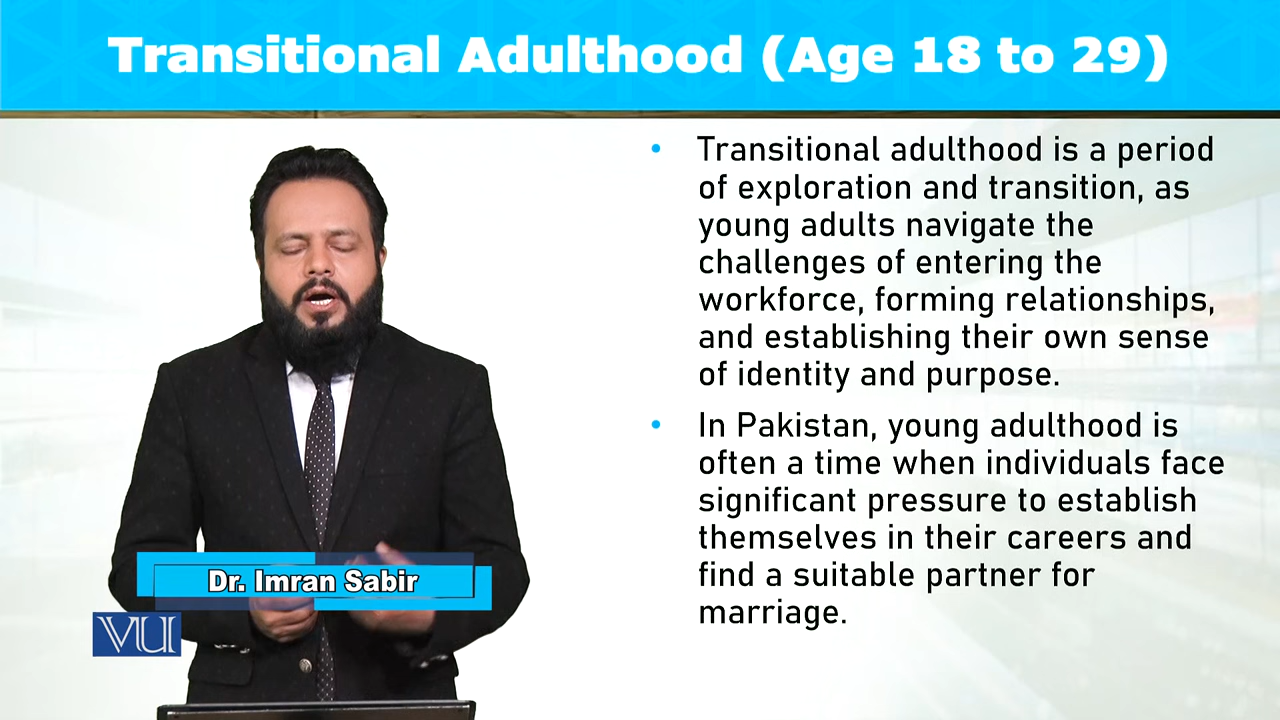 Transitional Adulthood (Age 18 to 29)
• Transitional adulthood is a period
of exploration and transition, as
young adults navigate the
challenges of entering the
workforce, forming relationships,
and establishing their own sense
of identity and purpose.
• In Pakistan, young adulthood is
often a time when individuals face
significant pressure to establish
themselves in their careers and
find a suitable partner for
marriage.
Dr. Imran Sabir
VU